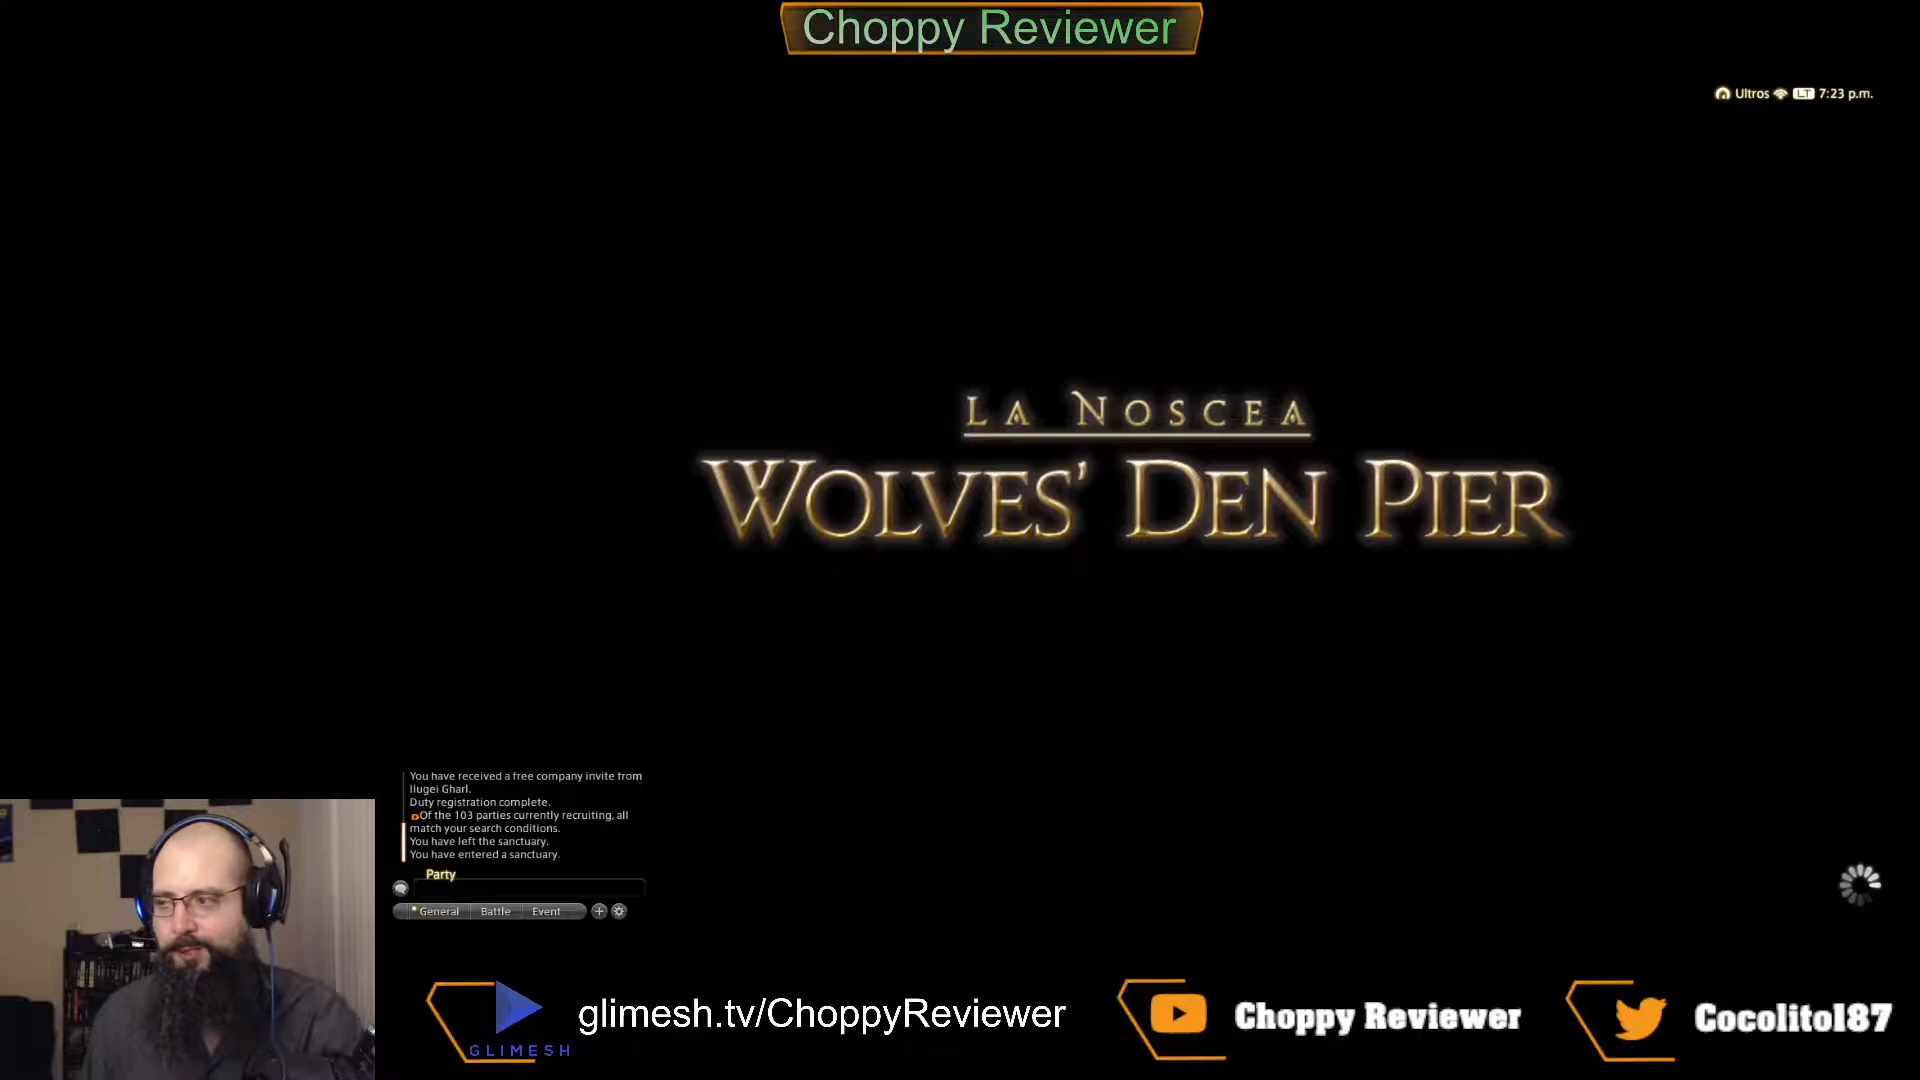 Choppy Reviewer
Ultros LT 7:23 p.m.
LA NOSCEA
WOLVES' DEN PIER
You have received a free company invite from
Ilugei Gharl.
Duty registration complete.
Of the 103 parties currently recruiting, all
match your search conditions.
You have left the sanctuary.
You have entered a sanctuary.
Party
General Battle Event
glimesh.tv/ChoppyReviewer
GLIMESH
Choppy Reviewer
Cocolito187